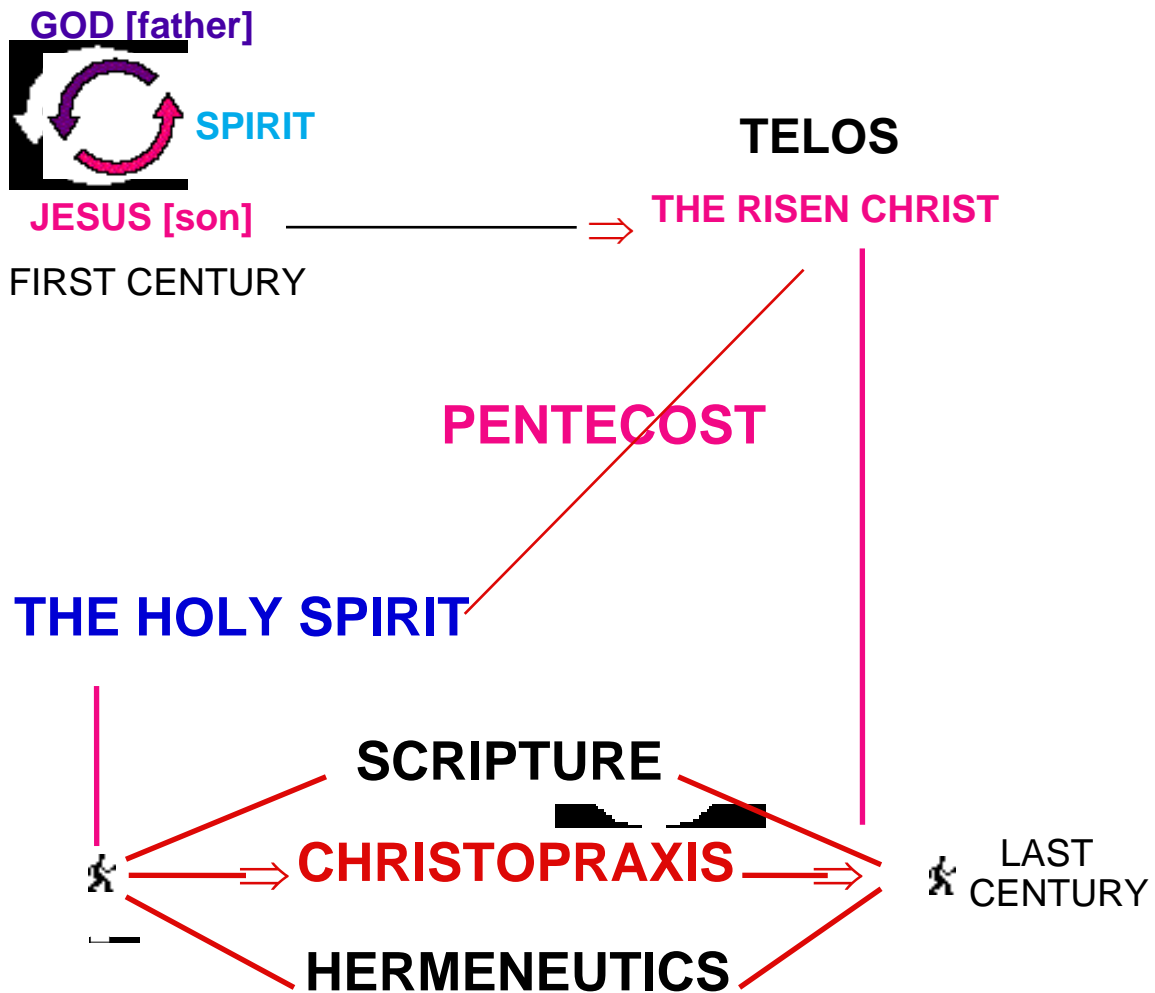 GOD [father]
SPIRIT
TELOS
JESUS [son]
THE RISEN CHRIST
FIRST CENTURY
PENTECOST
THE HOLY SPIRIT
SCRIPTURE
CHRISTOPRAXIS
LAST
CENTURY
HERMENEUTICS